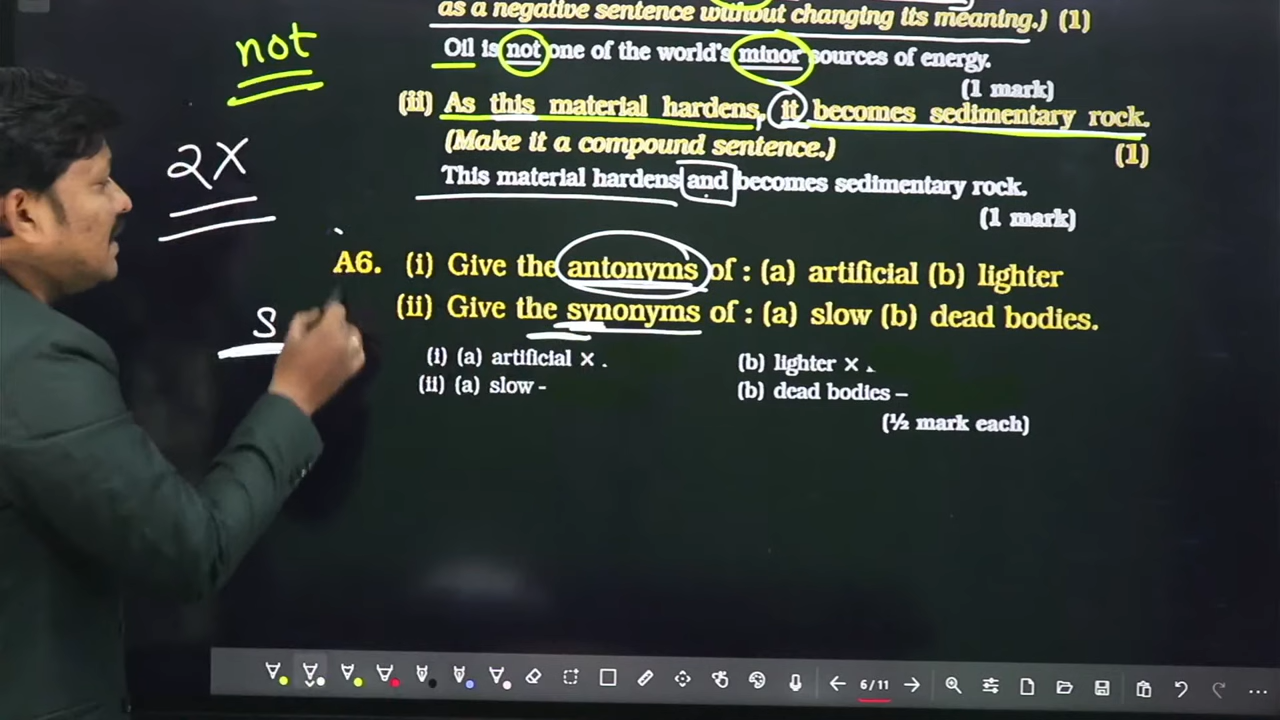 as a negative sentence without changing its meaning.) (1)
not
Oil is not one of the world's minor sources of energy.
(1 mark)
(ii) As this material hardens, it becomes sedimentary rock.
(Make it a compound sentence.) (1)
2X
This material hardens and becomes sedimentary rock.
(1 mark)
A6. (i) Give the antonyms of : (a) artificial (b) lighter
(ii) Give the synonyms of : (a) slow (b) dead bodies.
S
(i) (a) artificial × . (b) lighter × .
(ii) (a) slow - (b) dead bodies –
(½ mark each)
6/11